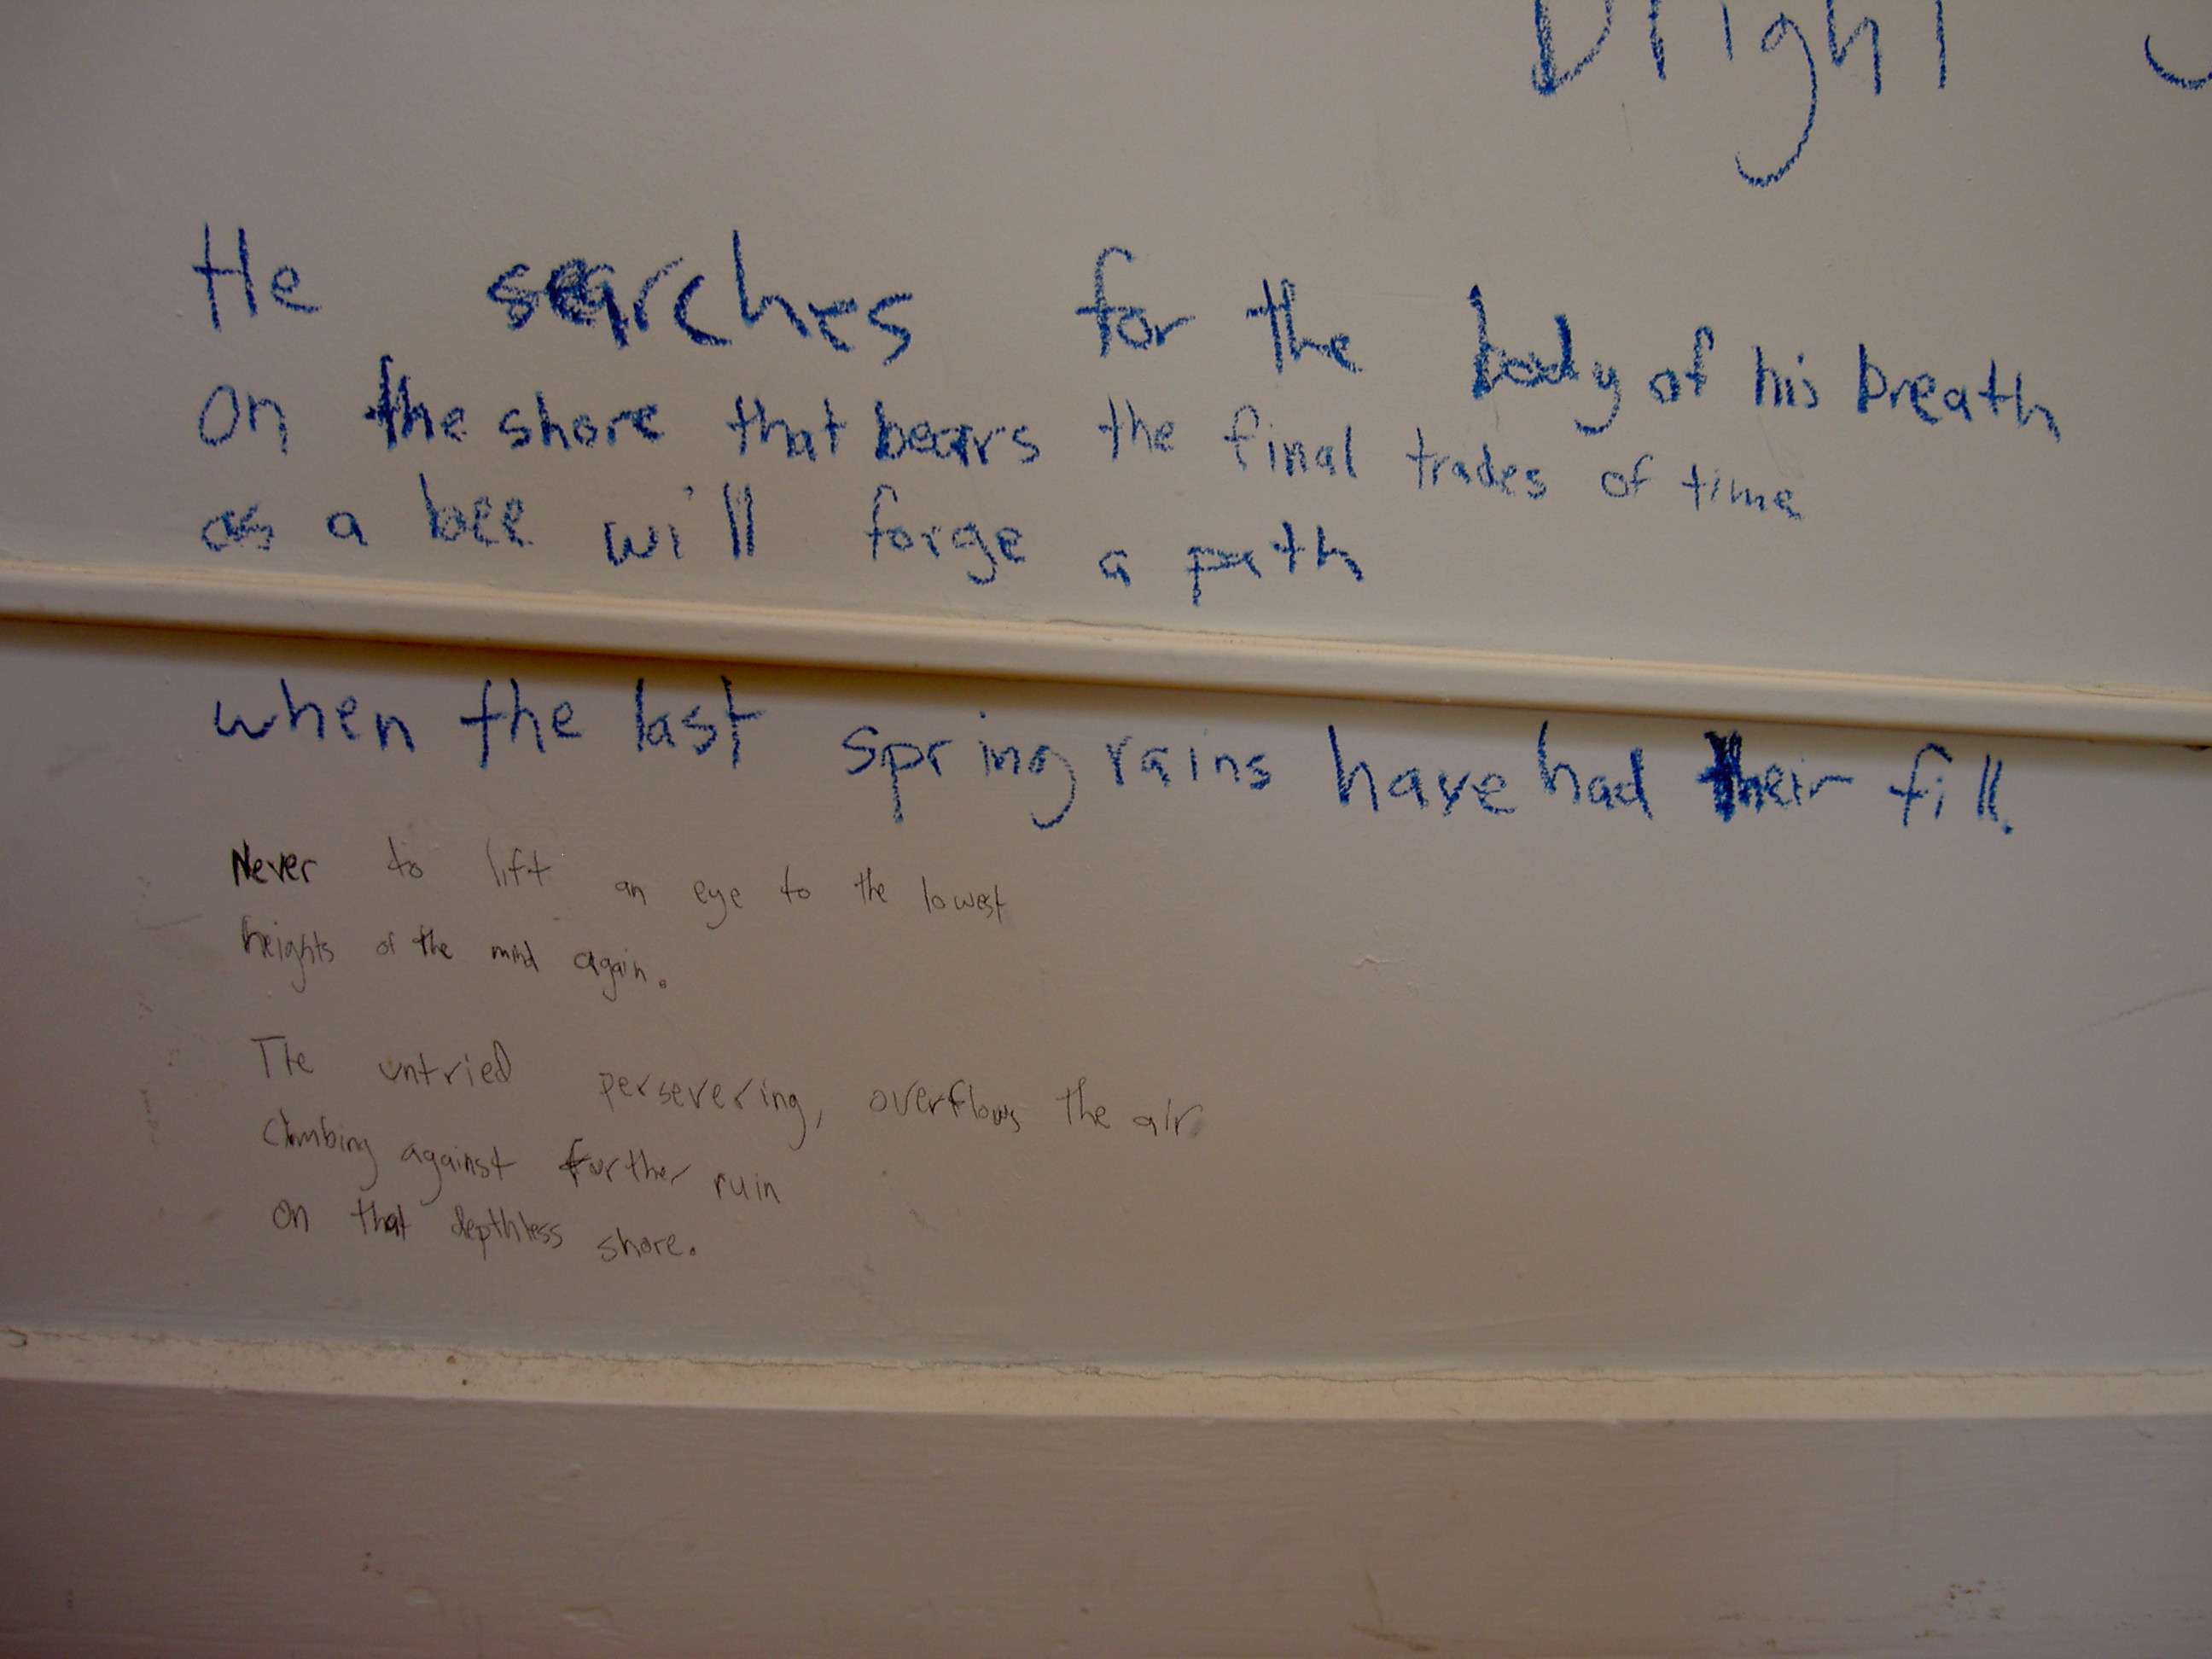 Bright
He searches for the body of his breath
On the shore that bears the final trades of time
as a bee will forge a path
when the last spring rains have had their fill.
Never to lift an eye to the lowest
heights of the mind again.
The untried persevering, overflows the air
Climbing against further ruin
on that depthless shore.